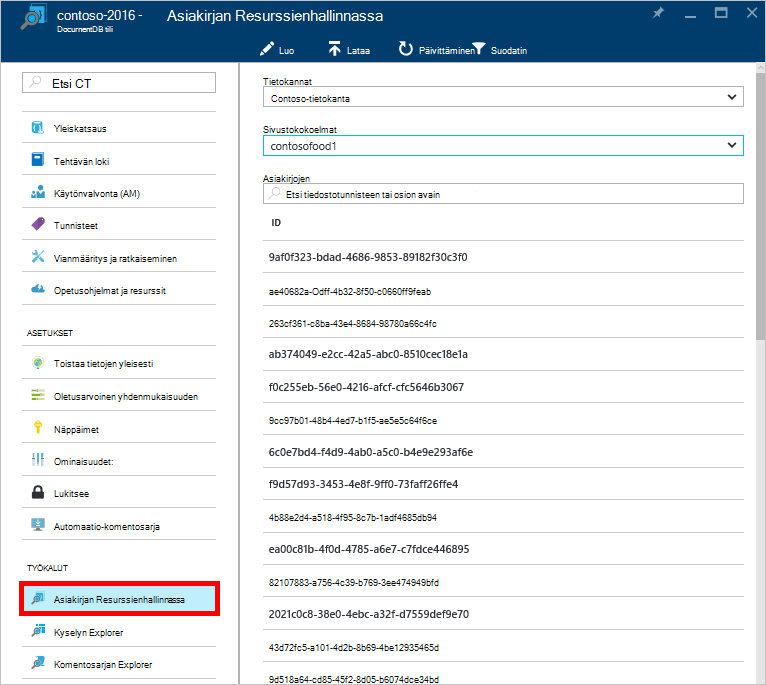 contoso-2016 -
DocumentDB tili
Asiakirjan Resurssienhallinnassa
Luo
Lataa
Päivittäminen
Suodatin
Etsi CT
Yleiskatsaus
Tehtävän loki
Käytönvalvonta (AM)
Tunnisteet
Vianmääritys ja ratkaiseminen
Opetusohjelmat ja resurssit
ASETUKSET
Toistaa tietojen yleisesti
Oletusarvoinen yhdenmukaisuuden
Näppäimet
Ominaisuudet:
Lukitsee
Automaatio-komentosarja
TYÖKALUT
Asiakirjan Resurssienhallinnassa
Kyselyn Explorer
Komentosarjan Explorer
Tietokannat
Contoso-tietokanta
Sivustokokoelmat
contosofood1
Asiakirjojen
Etsi tiedostotunnisteen tai osion avain
ID
9af0f323-bdad-4686-9853-89182f30c3f0
ae40682a-0dff-4b32-8f50-c0660ff9feab
263cf361-c8ba-43e4-8684-98780a66c4fc
ab374049-e2cc-42a5-abc0-8510cec18e1a
f0c255eb-56e0-4216-afcf-cfc5646b3067
9cc97b01-48b4-4ed7-b1f5-ae5e5c64f6ce
6c0e7bd4-f4d9-4ab0-a5c0-b4e9e293af6e
f9d57d93-3453-4e8f-9ff0-73faff26ffe4
4b88e2d4-a518-4f95-8c7b-1adf4685db94
ea00c81b-4f0d-4785-a6e7-c7fdce446895
82107883-a756-4c39-b769-3ee474949bfd
2021c0c8-38e0-4ebc-a32f-d7559def9e70
43d72fc5-a101-4d2b-8b69-4be12935465d
9d518a64-cd85-45f2-8d05-b6074dce34bd